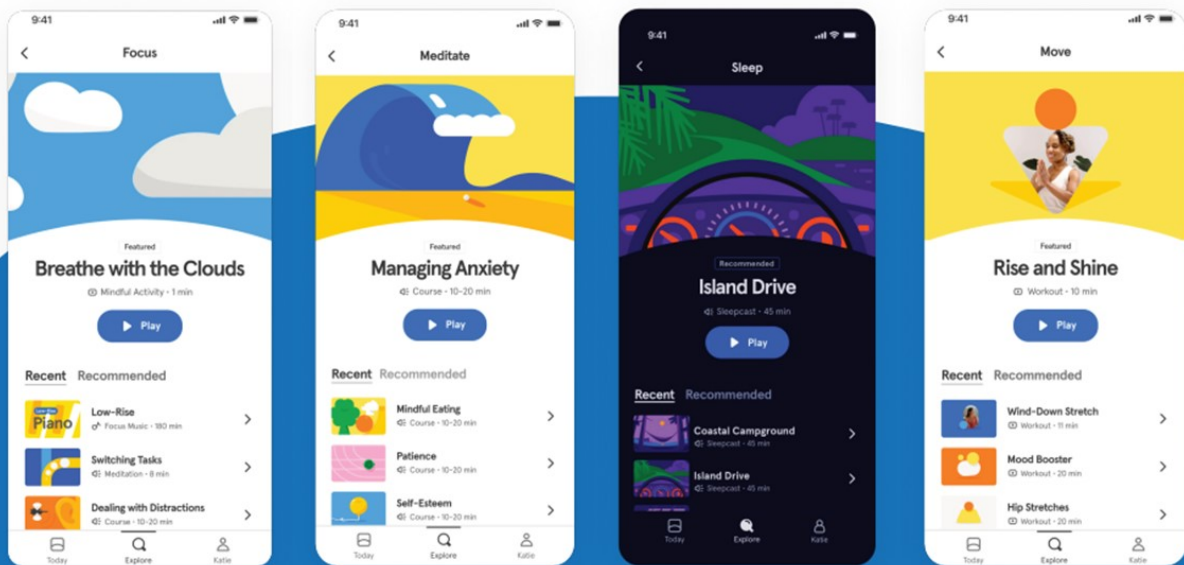 9:41
Focus
Featured
Breathe with the Clouds
Mindful Activity • 1 min
Play
Recent Recommended
Low-Rise
Piano
Low-Rise
Focus Music • 180 min
Switching Tasks
Meditation • 8 min
Dealing with Distractions
Course • 10-20 min
Today
Explore
Katie
9:41
Meditate
Featured
Managing Anxiety
Course • 10-20 min
Play
Recent Recommended
Mindful Eating
Course • 10-20 min
Patience
Course • 10-20 min
Self-Esteem
Course • 10-20 min
Today
Explore
Katie
9:41
Sleep
Recommended
Island Drive
Sleepcast • 45 min
Play
Recent Recommended
Coastal Campground
Sleepcast • 45 min
Island Drive
Sleepcast • 45 min
Today
Explore
Katie
9:41
Move
Featured
Rise and Shine
Workout • 10 min
Play
Recent Recommended
Wind-Down Stretch
Workout • 11 min
Mood Booster
Workout • 20 min
Hip Stretches
Workout • 20 min
Today
Explore
Katie